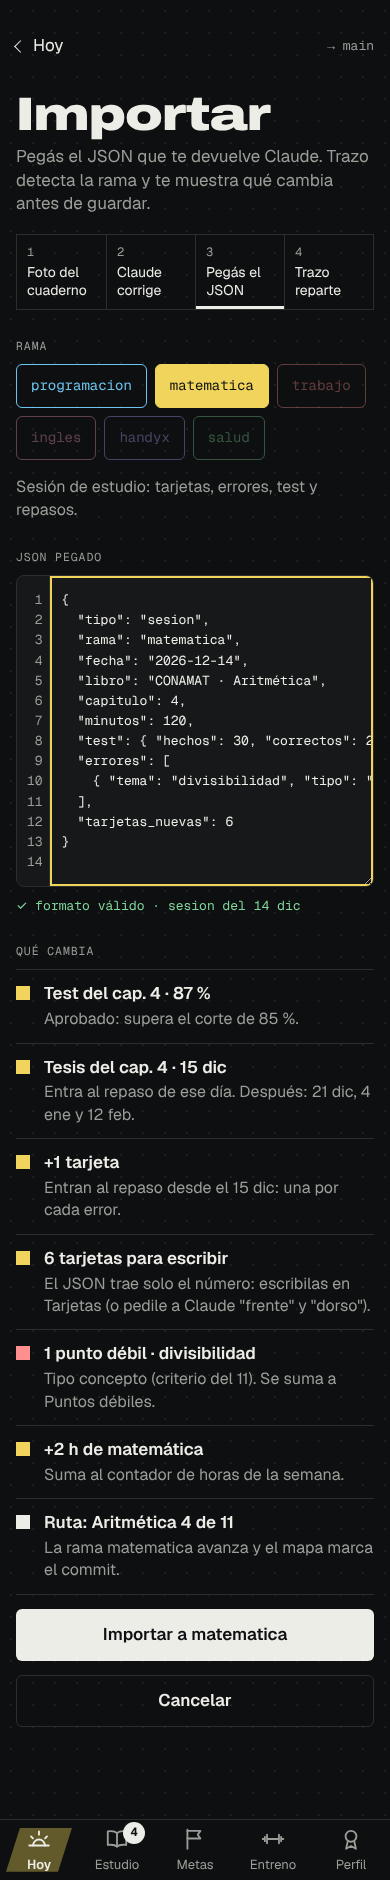 Hoy
→ main
Importar
Pegás el JSON que te devuelve Claude. Trazo
detecta la rama y te muestra qué cambia
antes de guardar.
1
Foto del
cuaderno
2
Claude
corrige
3
Pegás el
JSON
4
Trazo
reparte
RAMA
programacion
matematica
trabajo
ingles
handyx
salud
Sesión de estudio: tarjetas, errores, test y
repasos.
JSON PEGADO
1 {
2 "tipo": "sesion",
3 "rama": "matematica",
4 "fecha": "2026-12-14",
5 "libro": "CONAMAT · Aritmética",
6 "capitulo": 4,
7 "minutos": 120,
8 "test": { "hechos": 30, "correctos": 2
9 "errores": [
10 { "tema": "divisibilidad", "tipo": "
11 ],
12 "tarjetas_nuevas": 6
13 }
14
✓ formato válido · sesion del 14 dic
QUÉ CAMBIA
Test del cap. 4 · 87 %
Aprobado: supera el corte de 85 %.
Tesis del cap. 4 · 15 dic
Entra al repaso de ese día. Después: 21 dic, 4
ene y 12 feb.
+1 tarjeta
Entran al repaso desde el 15 dic: una por
cada error.
6 tarjetas para escribir
El JSON trae solo el número: escribilas en
Tarjetas (o pedile a Claude "frente" y "dorso").
1 punto débil · divisibilidad
Tipo concepto (criterio del 11). Se suma a
Puntos débiles.
+2 h de matemática
Suma al contador de horas de la semana.
Ruta: Aritmética 4 de 11
La rama matematica avanza y el mapa marca
el commit.
Importar a matematica
Cancelar
4
Hoy
Estudio
Metas
Entreno
Perfil